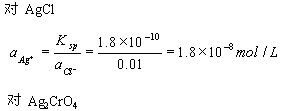 对 AgCl
a_{Ag⁺} = K_{sp} / a_{Cl⁻} = 1.8×10⁻¹⁰ / 0.01 = 1.8×10⁻⁸ mol / L
对 Ag₂CrO₄